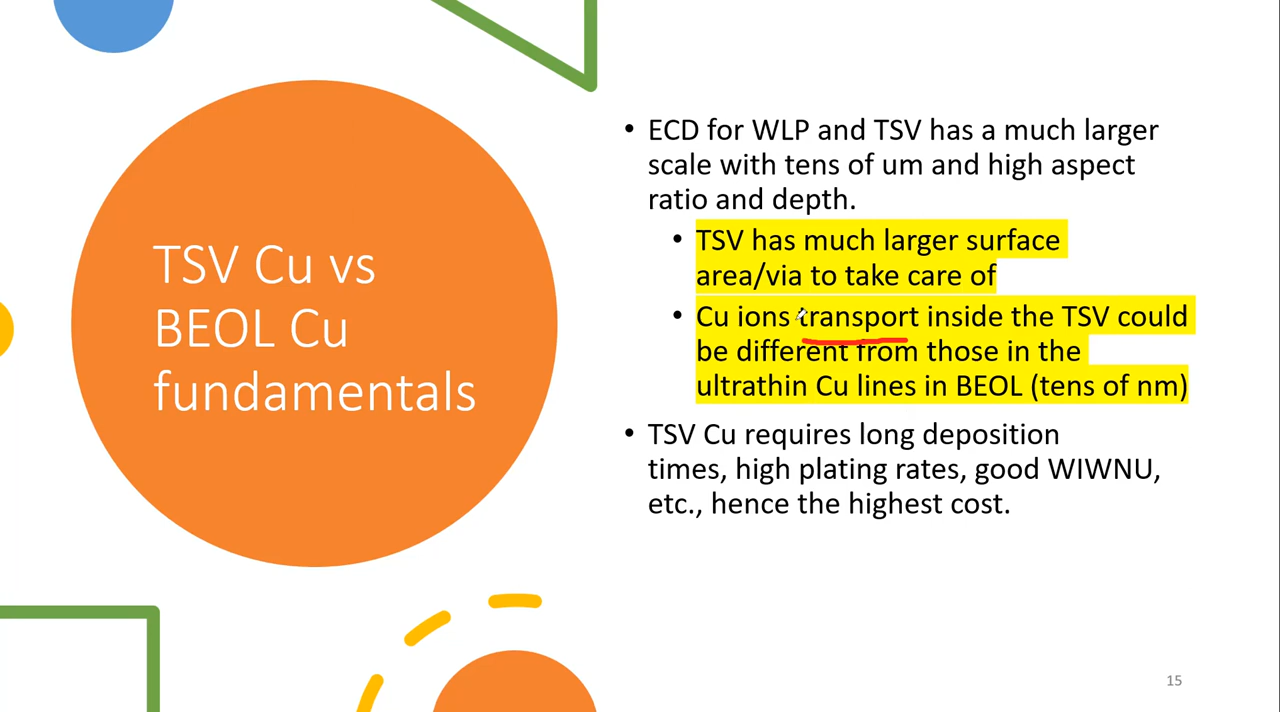 TSV Cu vs
BEOL Cu
fundamentals
• ECD for WLP and TSV has a much larger
scale with tens of um and high aspect
ratio and depth.
• TSV has much larger surface
area/via to take care of
• Cu ions transport inside the TSV could
be different from those in the
ultrathin Cu lines in BEOL (tens of nm)
• TSV Cu requires long deposition
times, high plating rates, good WIWNU,
etc., hence the highest cost.
15